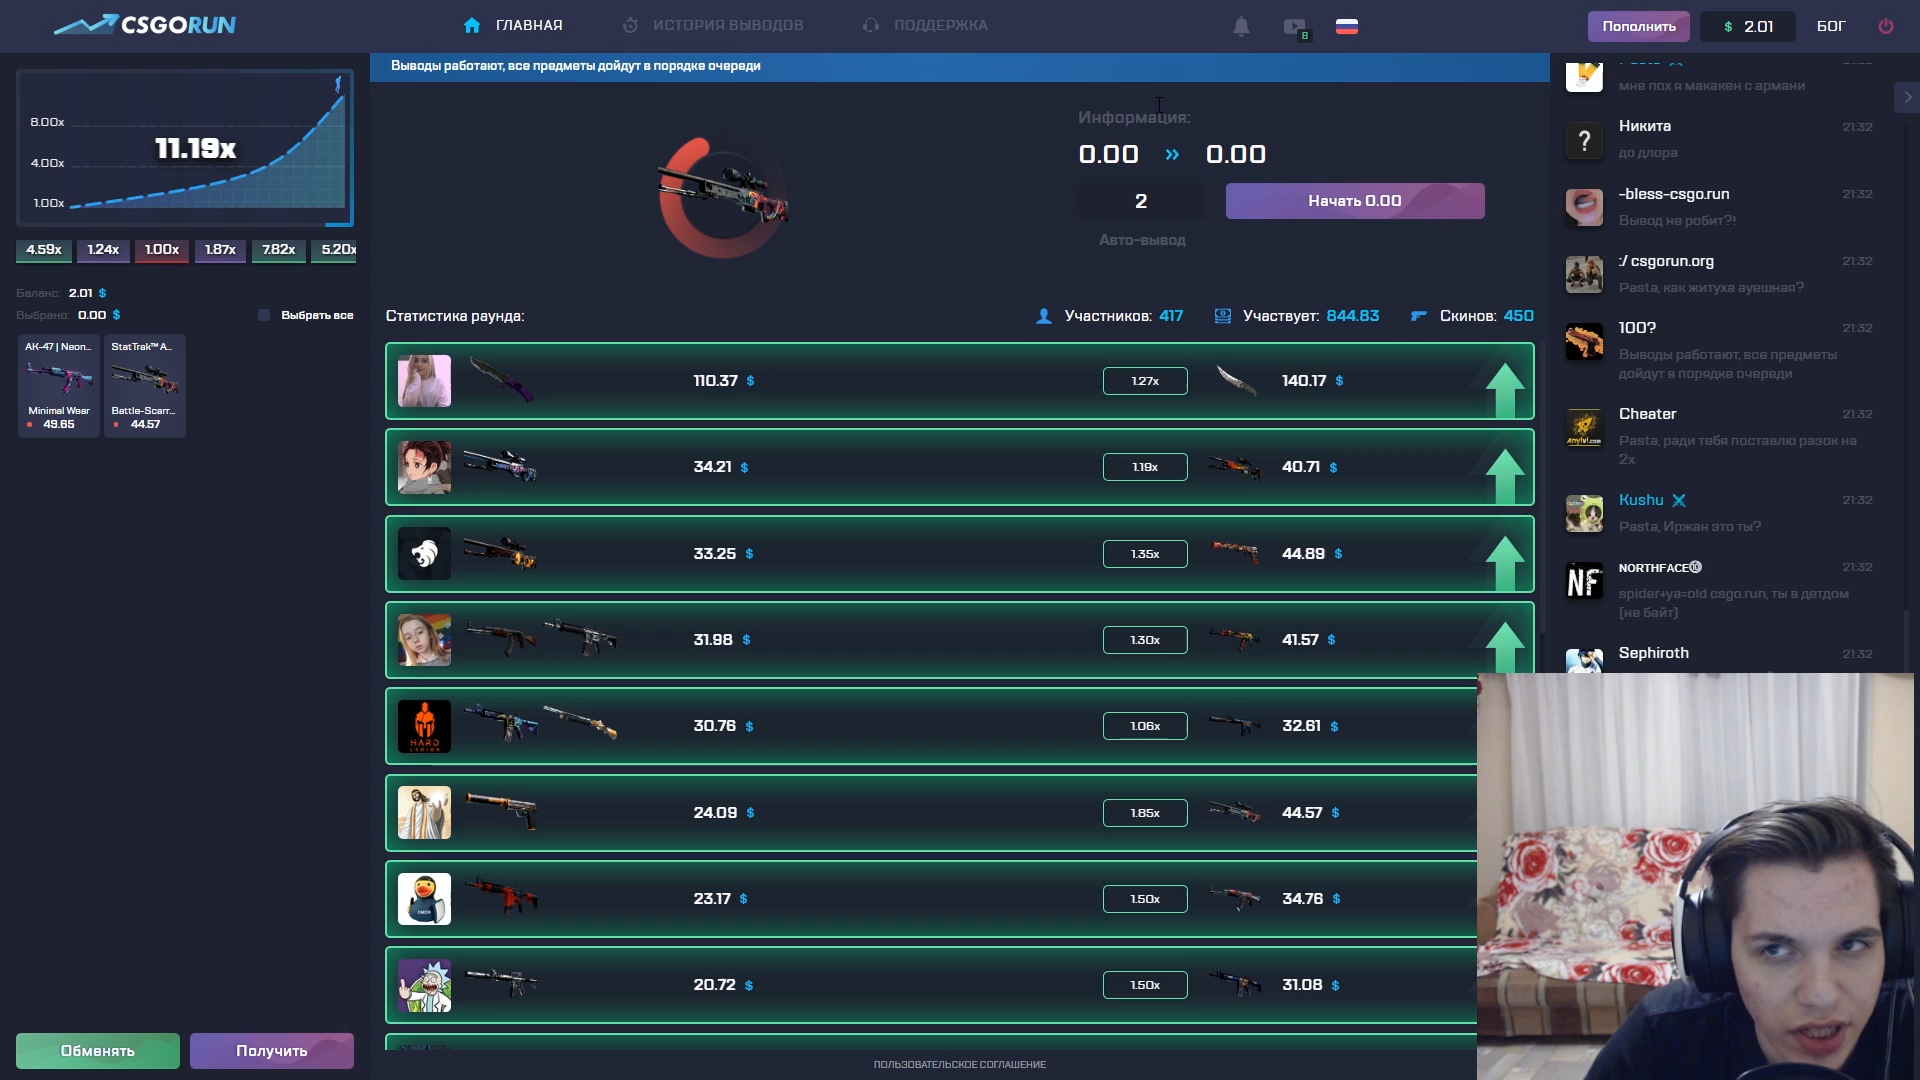 CSGORUN
ГЛАВНАЯ
ИСТОРИЯ ВЫВОДОВ
ПОДДЕРЖКА
8
Пополнить
$ 2.01
БОГ
8.00x
4.00x
1.00x
11.19x
4.59x 1.24x 1.00x 1.87x 7.82x 5.20x
Баланс: 2.01 $
Выбрано: 0.00 $
Выбрать все
AK-47 | Neon...
Minimal Wear
49.65
StatTrak™ A...
Battle-Scarr...
44.57
Обменять
Получить
Выводы работают, все предметы дойдут в порядке очереди
Информация:
0.00 » 0.00
2
Начать 0.00
Авто-вывод
Статистика раунда:
Участников: 417
Участвует: 844.83
Скинов: 450
110.37 $ 1.27x 140.17 $
34.21 $ 1.19x 40.71 $
33.25 $ 1.35x 44.89 $
31.98 $ 1.30x 41.57 $
HARD
LEGION
30.76 $ 1.06x 32.61 $
24.09 $ 1.85x 44.57 $
23.17 $ 1.50x 34.76 $
20.72 $ 1.50x 31.08 $
ПОЛЬЗОВАТЕЛЬСКОЕ СОГЛАШЕНИЕ
мне пох я макакен с армани
?
Никита 21:32
до длора
-bless-csgo.run 21:32
Вывод не робит?!
:/ csgorun.org 21:32
Pasta, как житуха ауешная?
100? 21:32
Выводы работают, все предметы
дойдут в порядке очереди
Cheater 21:32
Pasta, ради тебя поставлю разок на
2x
Kushu 21:32
Pasta, Иржан это ты?
NF
NORTHFACE⑩ 21:32
spider+ya=old csgo.run, ты в детдом
(не байт)
Sephiroth 21:32